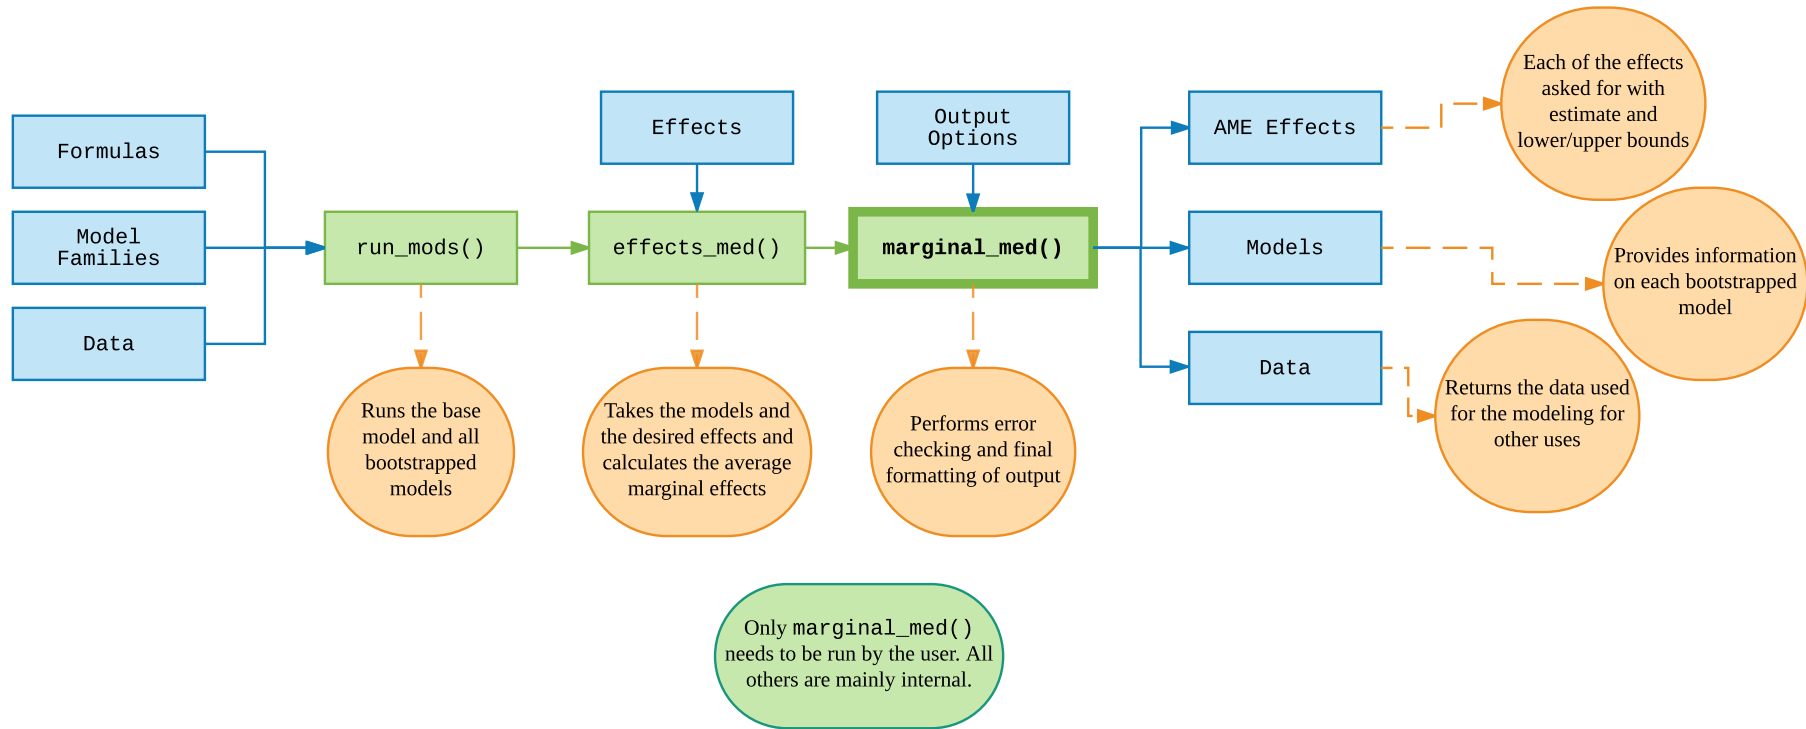 Formulas
Model
Families
Data
run_mods()
Effects
effects_med()
Output
Options
marginal_med()
AME Effects
Models
Data
Each of the effects
asked for with
estimate and
lower/upper bounds
Provides information
on each bootstrapped
model
Returns the data used
for the modeling for
other uses
Runs the base
model and all
bootstrapped
models
Takes the models and
the desired effects and
calculates the average
marginal effects
Performs error
checking and final
formatting of output
Only marginal_med()
needs to be run by the user. All
others are mainly internal.